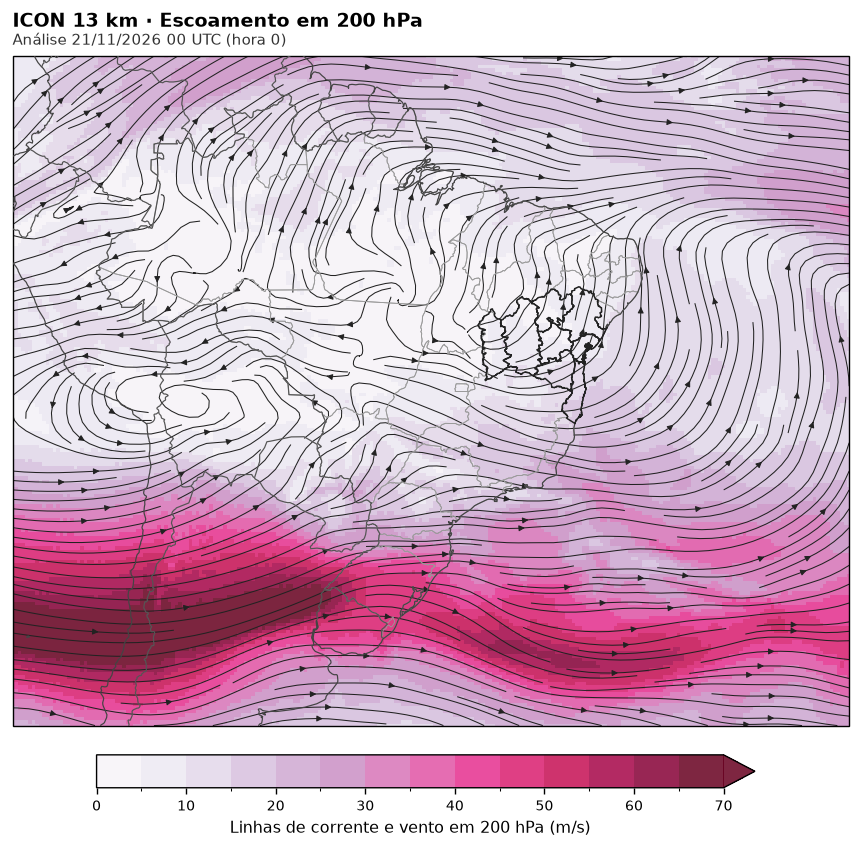 ICON 13 km · Escoamento em 200 hPa
Análise 21/11/2026 00 UTC (hora 0)
0 10 20 30 40 50 60 70
Linhas de corrente e vento em 200 hPa (m/s)